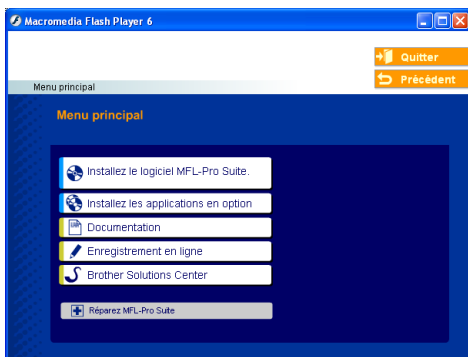 Macromedia Flash Player 6
Quitter
Précédent
Menu principal
Menu principal
Installez le logiciel MFL-Pro Suite.
Installez les applications en option
Documentation
Enregistrement en ligne
Brother Solutions Center
Réparez MFL-Pro Suite